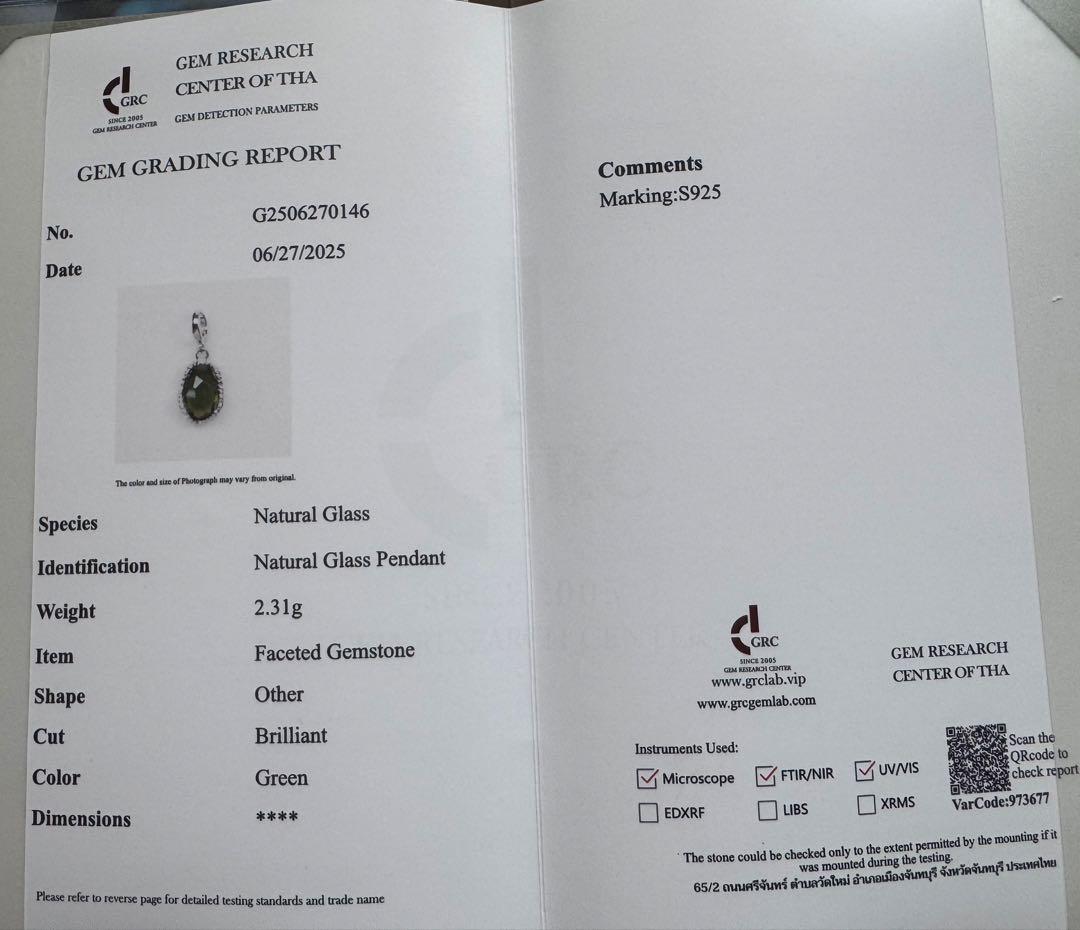 GRC
SINCE 2005
GEM RESEARCH CENTER
GEM RESEARCH
CENTER OF THA
GEM DETECTION PARAMETERS
GEM GRADING REPORT
No. G2506270146
Date 06/27/2025
The color and size of Photograph may vary from original.
Species Natural Glass
Identification Natural Glass Pendant
Weight 2.31g
Item Faceted Gemstone
Shape Other
Cut Brilliant
Color Green
Dimensions ****
Please refer to reverse page for detailed testing standards and trade name
Comments
Marking:S925
GRC
SINCE 2005
GEM RESEARCH CENTER
www.grclab.vip
www.grcgemlab.com
GEM RESEARCH
CENTER OF THA
Instruments Used:
Microscope FTIR/NIR UV/VIS
EDXRF LIBS XRMS
Scan the
QRcode to
check report
VarCode:973677
The stone could be checked only to the extent permitted by the mounting if it
was mounted during the testing.
65/2 ถนนศรีจันทร์ ตำบลวัดใหม่ อำเภอเมืองจันทบุรี จังหวัดจันทบุรี ประเทศไทย